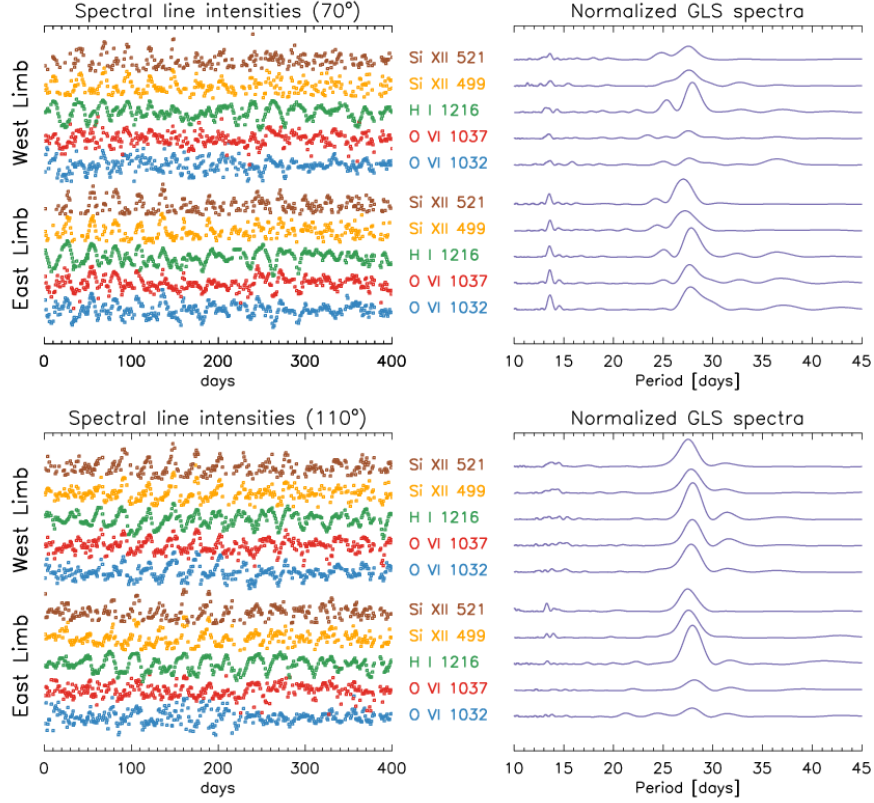 Spectral line intensities (70°)
Normalized GLS spectra
West Limb
Si XII 521
Si XII 499
H I 1216
O VI 1037
O VI 1032
East Limb
Si XII 521
Si XII 499
H I 1216
O VI 1037
O VI 1032
0 100 200 300 400
days
10 15 20 25 30 35 40 45
Period [days]
Spectral line intensities (110°)
Normalized GLS spectra
West Limb
Si XII 521
Si XII 499
H I 1216
O VI 1037
O VI 1032
East Limb
Si XII 521
Si XII 499
H I 1216
O VI 1037
O VI 1032
0 100 200 300 400
days
10 15 20 25 30 35 40 45
Period [days]